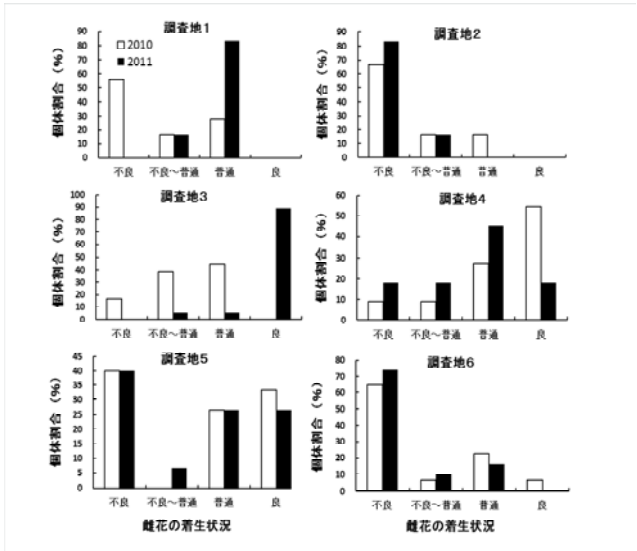 調査地1
個体割合（%）
90
80
70
60
50
40
30
20
10
0
2010
2011
不良
不良～普通
普通
良
調査地2
個体割合（%）
90
80
70
60
50
40
30
20
10
0
不良
不良～普通
普通
良
調査地3
個体割合（%）
100
90
80
70
60
50
40
30
20
10
0
不良
不良～普通
普通
良
調査地4
個体割合（%）
60
50
40
30
20
10
0
不良
不良～普通
普通
良
調査地5
個体割合（%）
45
40
35
30
25
20
15
10
5
0
不良
不良～普通
普通
良
雌花の着生状況
調査地6
個体割合（%）
80
70
60
50
40
30
20
10
0
不良
不良～普通
普通
良
雌花の着生状況